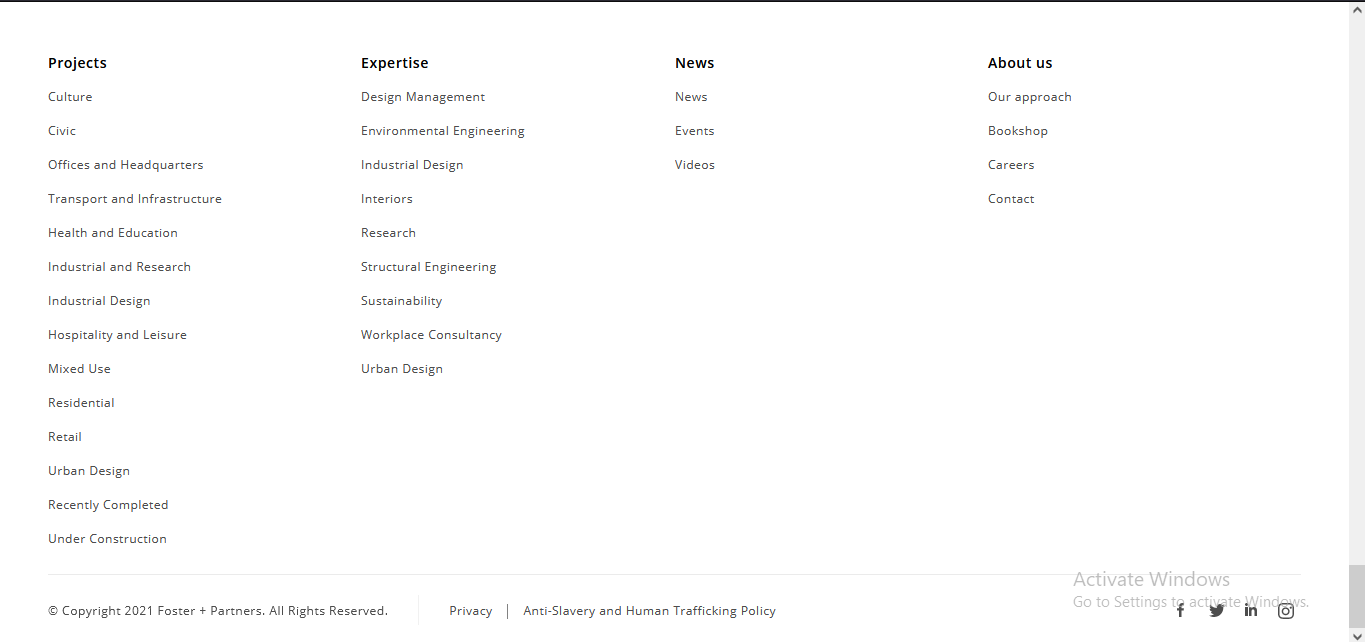 Projects
Culture
Civic
Offices and Headquarters
Transport and Infrastructure
Health and Education
Industrial and Research
Industrial Design
Hospitality and Leisure
Mixed Use
Residential
Retail
Urban Design
Recently Completed
Under Construction
Expertise
Design Management
Environmental Engineering
Industrial Design
Interiors
Research
Structural Engineering
Sustainability
Workplace Consultancy
Urban Design
News
News
Events
Videos
About us
Our approach
Bookshop
Careers
Contact
© Copyright 2021 Foster + Partners. All Rights Reserved.
Privacy | Anti-Slavery and Human Trafficking Policy
Activate Windows
Go to Settings to activate Windows.